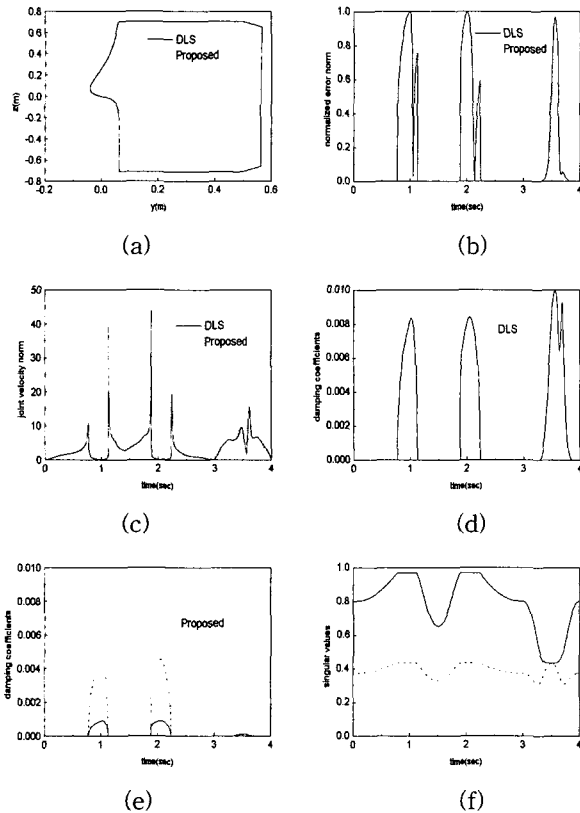 DLS
Proposed
0.8
0.6
0.4
0.2
0.0
-0.2
-0.4
-0.6
-0.8
z(m)
-0.2
0.0
0.2
0.4
0.6
y(m)
(a)
DLS
Proposed
1.0
0.8
0.6
0.4
0.2
0.0
normalized error norm
0
1
2
3
4
time(sec)
(b)
DLS
Proposed
50
40
30
20
10
0
joint velocity norm
0
1
2
3
4
time(sec)
(c)
DLS
0.010
0.008
0.006
0.004
0.002
0.000
damping coefficients
0
1
2
3
4
time(sec)
(d)
Proposed
0.010
0.008
0.006
0.004
0.002
0.000
damping coefficients
0
1
2
3
4
time(sec)
(e)
1.0
0.8
0.6
0.4
0.2
0.0
singular values
0
1
2
3
4
time(sec)
(f)